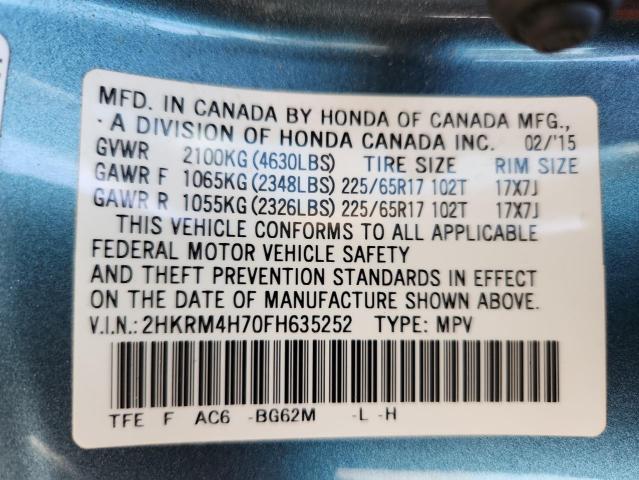 MFD. IN CANADA BY HONDA OF CANADA MFG.,
A DIVISION OF HONDA CANADA INC. 02/'15
GVWR 2100KG (4630LBS) TIRE SIZE RIM SIZE
GAWR F 1065KG (2348LBS) 225/65R17 102T 17X7J
GAWR R 1055KG (2326LBS) 225/65R17 102T 17X7J
THIS VEHICLE CONFORMS TO ALL APPLICABLE
FEDERAL MOTOR VEHICLE SAFETY
AND THEFT PREVENTION STANDARDS IN EFFECT
ON THE DATE OF MANUFACTURE SHOWN ABOVE.
V.I.N.: 2HKRM4H70FH635252 TYPE: MPV
TFE F AC6 -BG62M -L -H